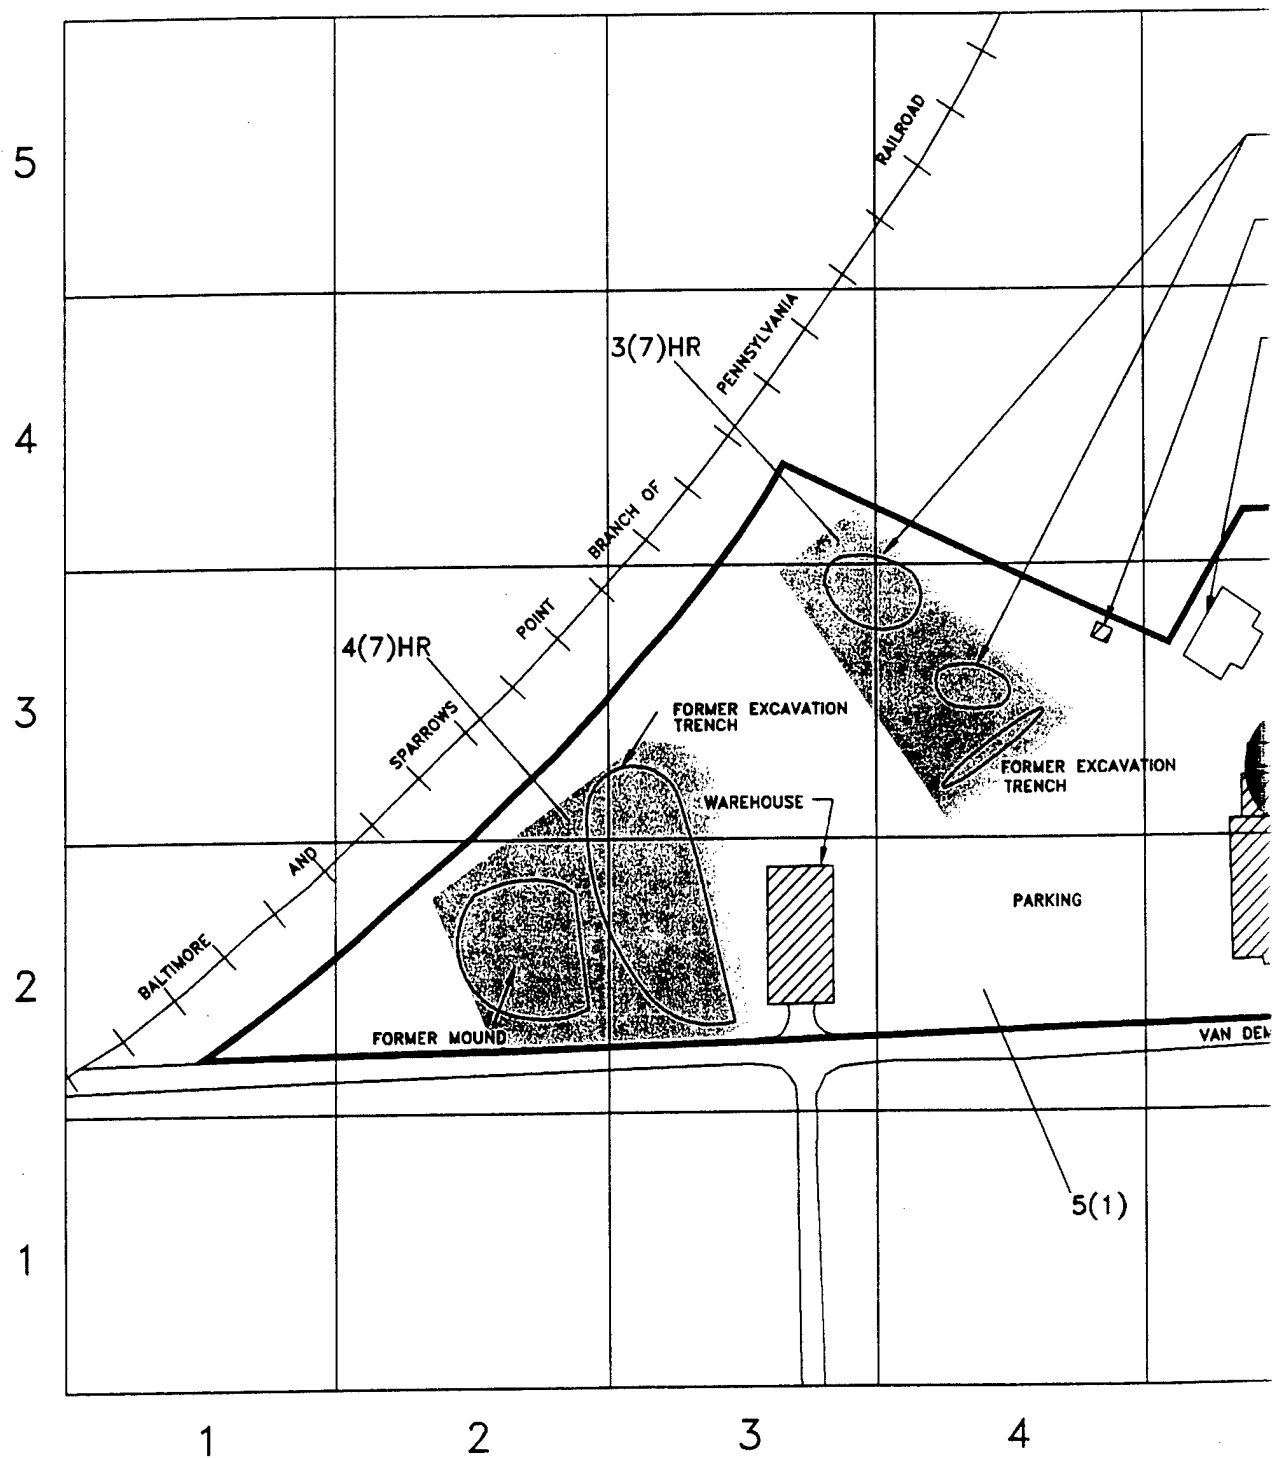 5
4
3
2
1
1
2
3
4
BALTIMORE AND SPARROWS POINT BRANCH OF PENNSYLVANIA RAILROAD
3(7)HR
4(7)HR
FORMER EXCAVATION
TRENCH
FORMER EXCAVATION
TRENCH
WAREHOUSE
PARKING
FORMER MOUND
VAN DEM
5(1)